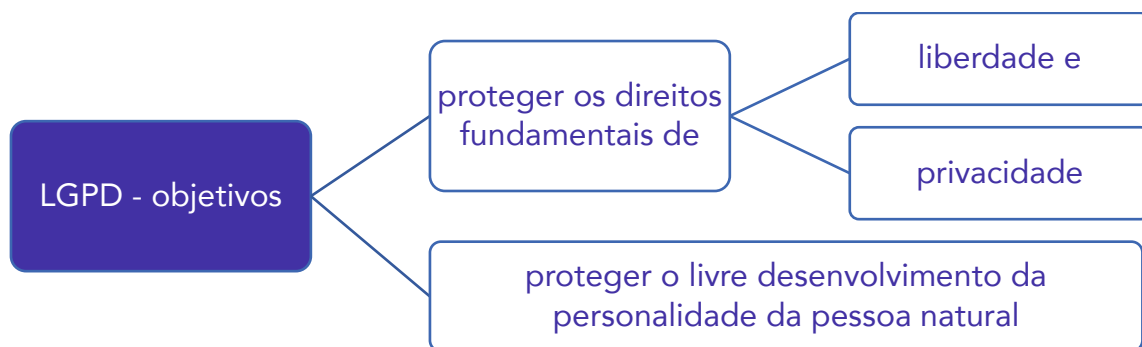 LGPD - objetivos
proteger os direitos
fundamentais de
liberdade e
privacidade
proteger o livre desenvolvimento da
personalidade da pessoa natural